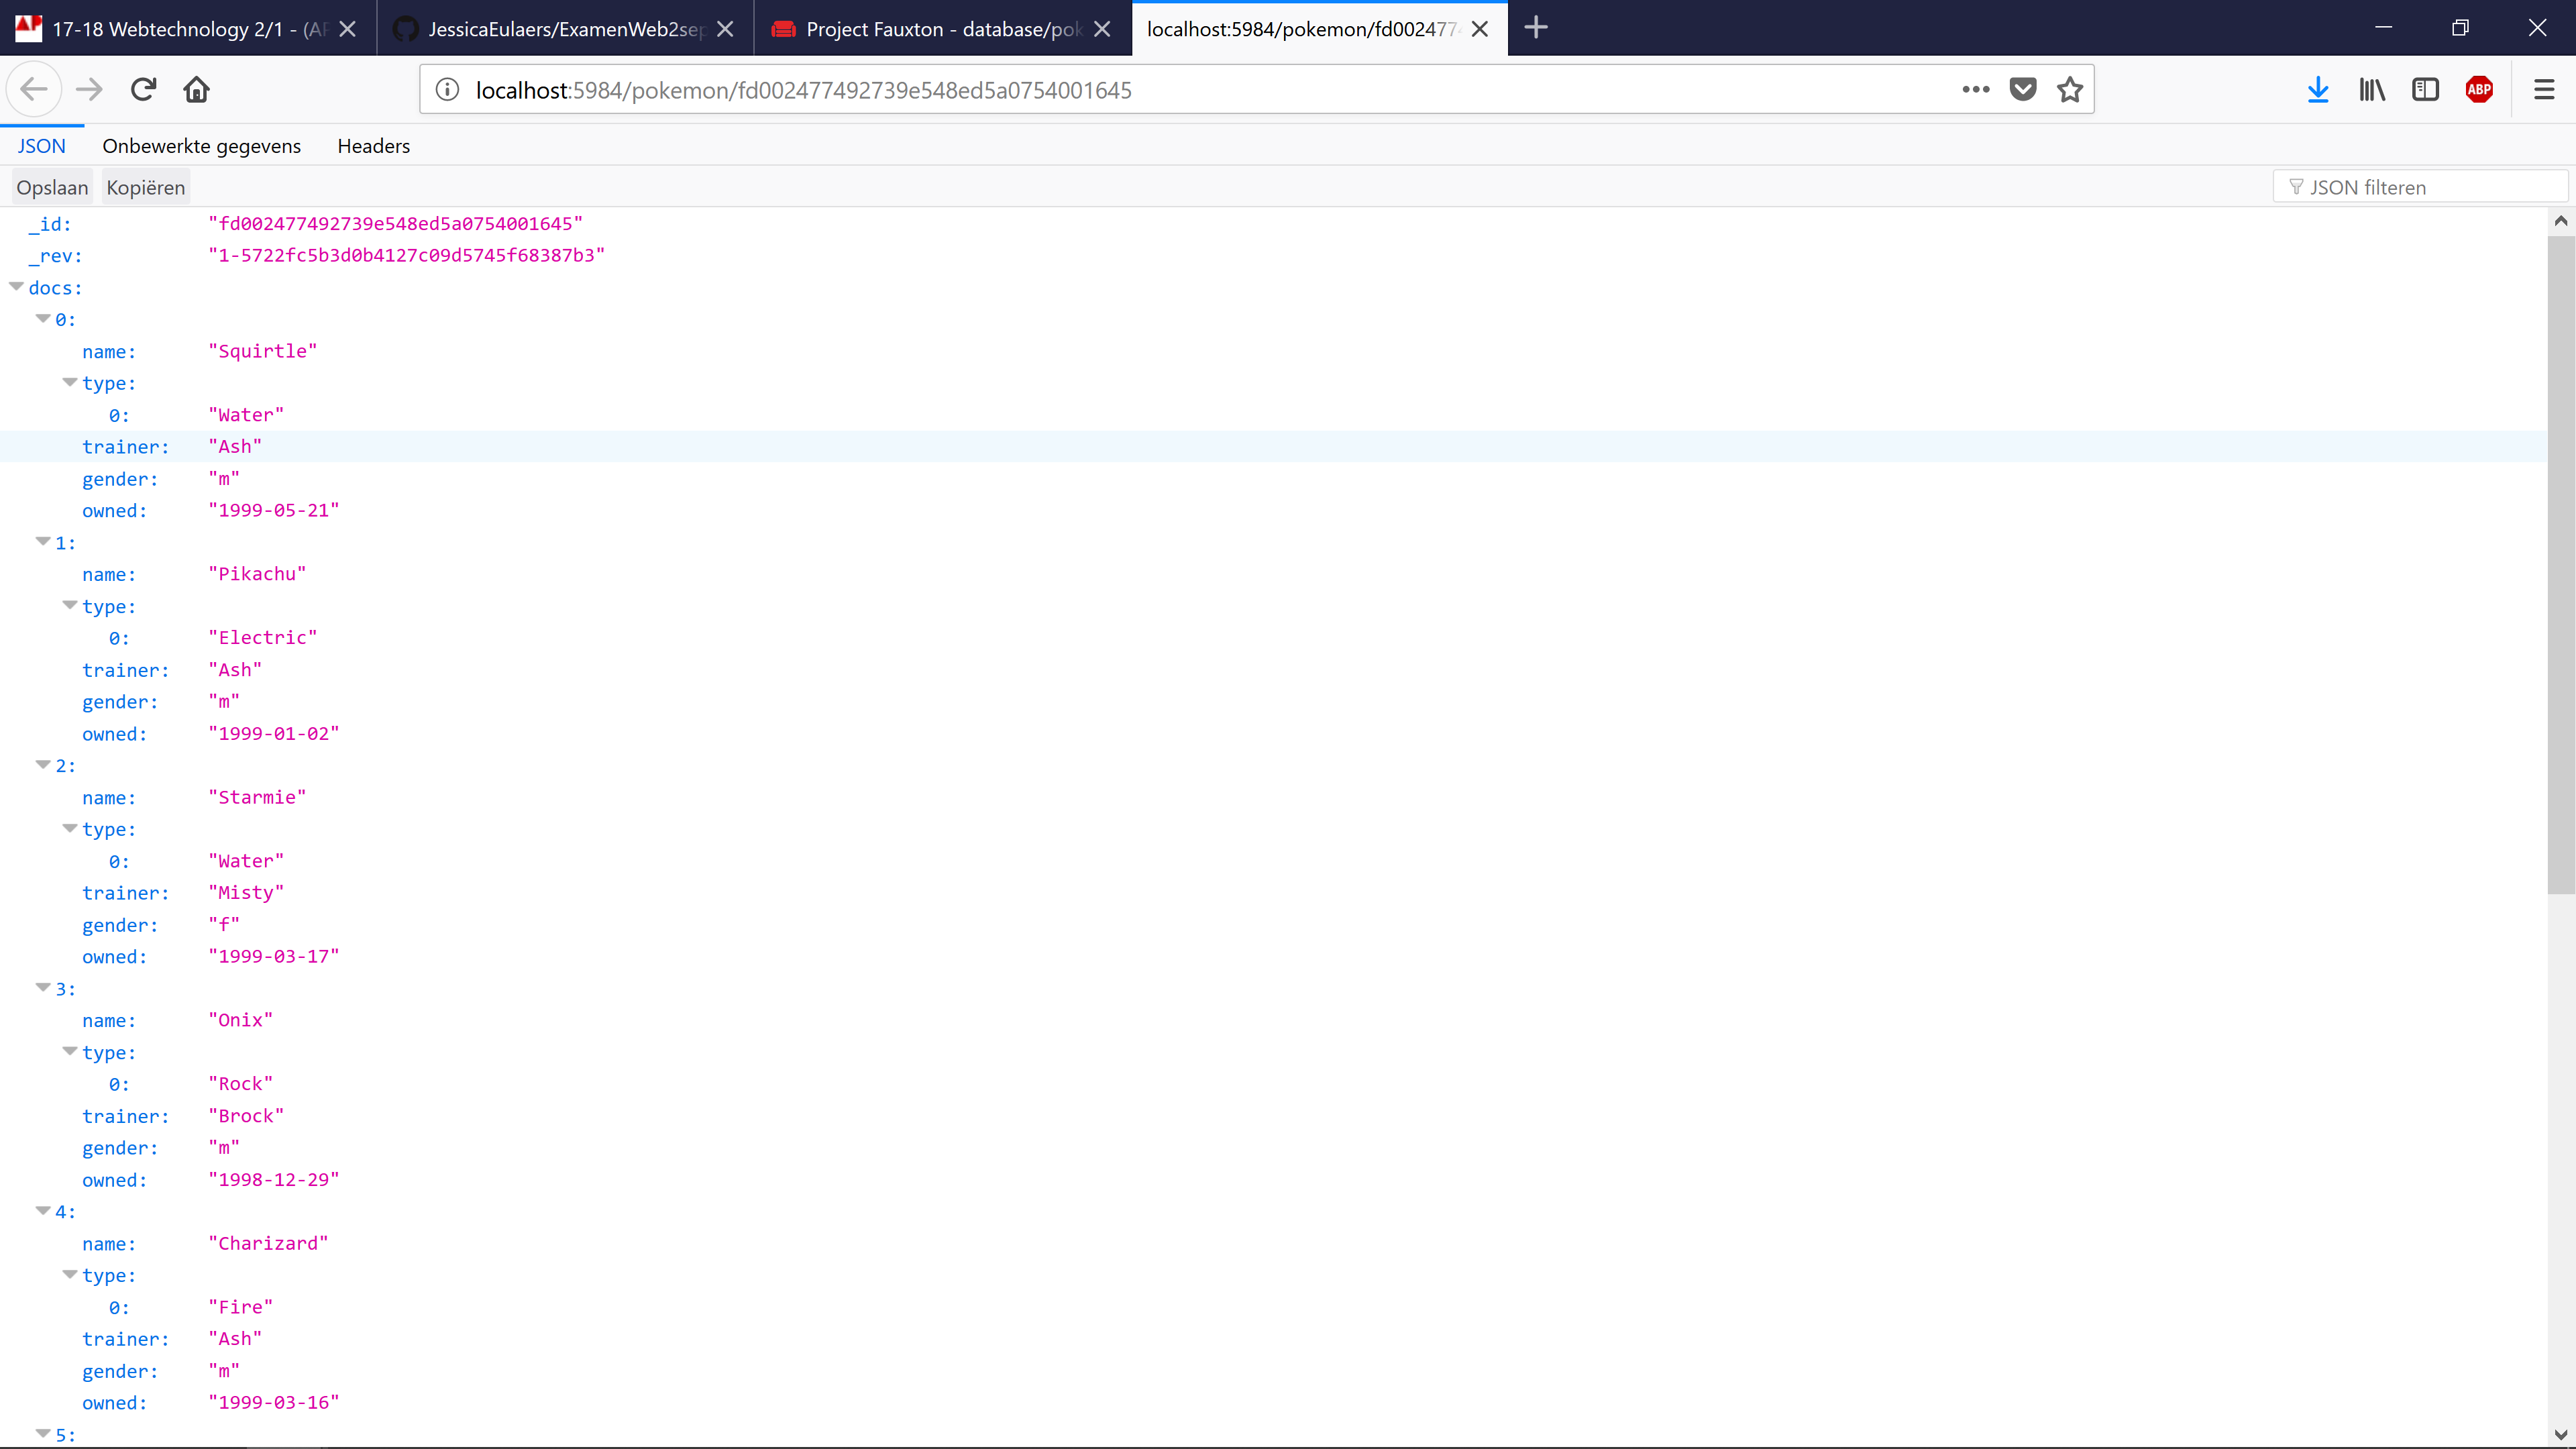 17-18 Webtechnology 2/1 - (AP
JessicaEulaers/ExamenWeb2sep
Project Fauxton - database/pok
localhost:5984/pokemon/fd002477
localhost:5984/pokemon/fd002477492739e548ed5a0754001645
ABP
JSON Onbewerkte gegevens Headers
Opslaan Kopiëren JSON filteren
_id: "fd002477492739e548ed5a0754001645"
_rev: "1-5722fc5b3d0b4127c09d5745f68387b3"
docs:
0:
name: "Squirtle"
type:
0: "Water"
trainer: "Ash"
gender: "m"
owned: "1999-05-21"
1:
name: "Pikachu"
type:
0: "Electric"
trainer: "Ash"
gender: "m"
owned: "1999-01-02"
2:
name: "Starmie"
type:
0: "Water"
trainer: "Misty"
gender: "f"
owned: "1999-03-17"
3:
name: "Onix"
type:
0: "Rock"
trainer: "Brock"
gender: "m"
owned: "1998-12-29"
4:
name: "Charizard"
type:
0: "Fire"
trainer: "Ash"
gender: "m"
owned: "1999-03-16"
5: